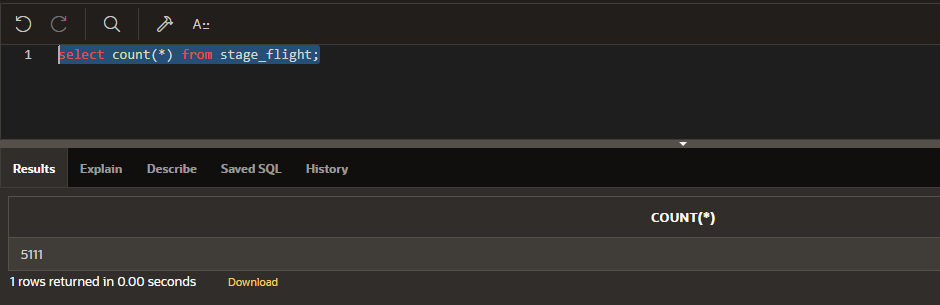 A::
1 select count(*) from stage_flight;
Results Explain Describe Saved SQL History
COUNT(*)
5111
1 rows returned in 0.00 seconds Download